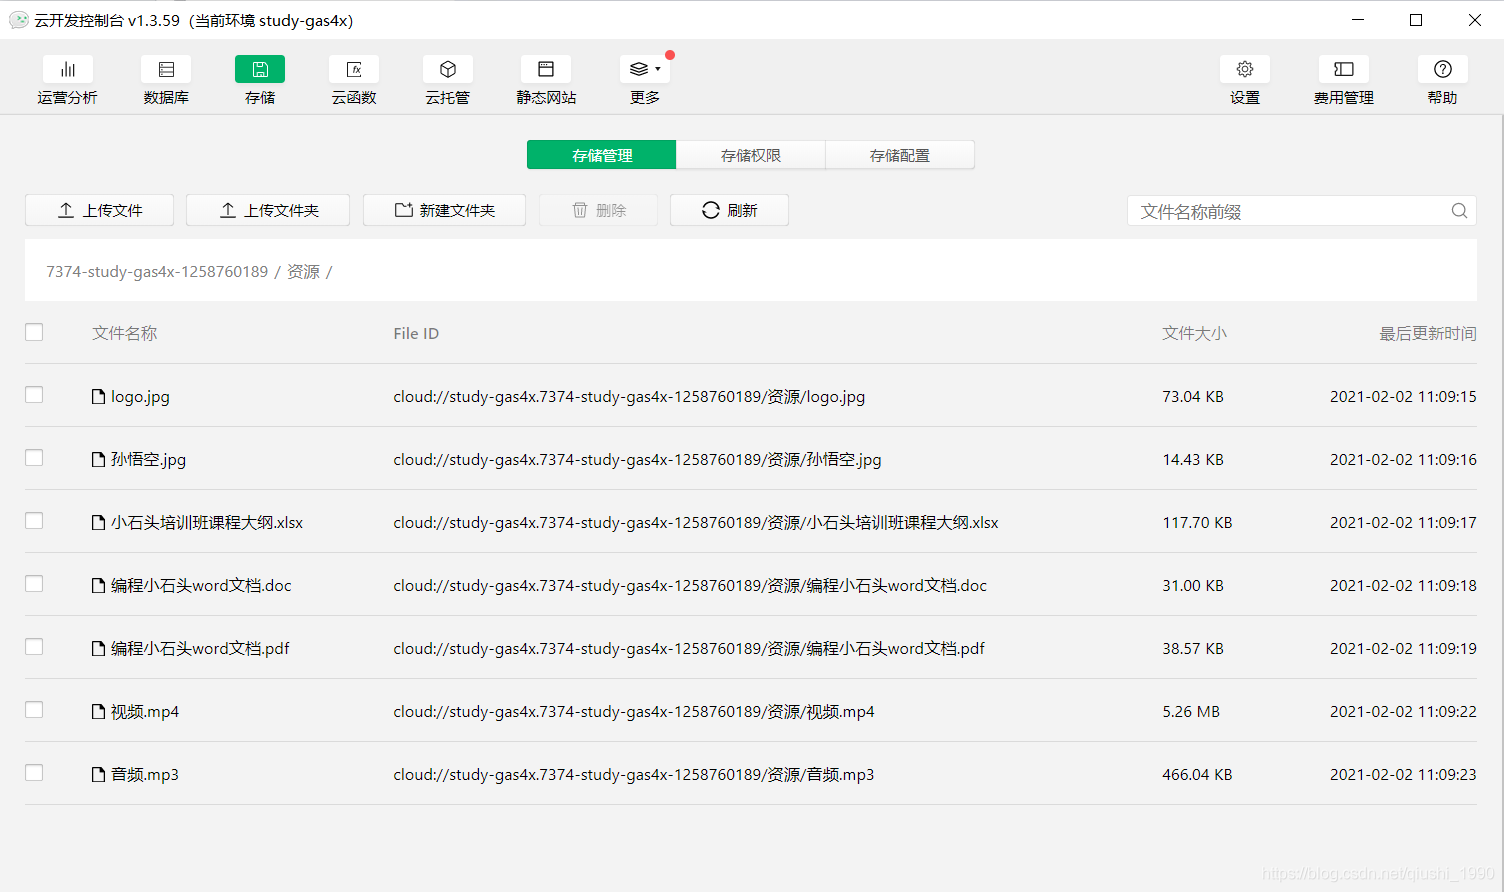 云开发控制台 v1.3.59（当前环境 study-gas4x）
运营分析 数据库 存储 云函数 云托管 静态网站 更多 设置 费用管理 帮助
存储管理 存储权限 存储配置
上传文件 上传文件夹 新建文件夹 删除 刷新 文件名称前缀
7374-study-gas4x-1258760189 / 资源 /
文件名称 File ID 文件大小 最后更新时间
logo.jpg cloud://study-gas4x.7374-study-gas4x-1258760189/资源/logo.jpg 73.04 KB 2021-02-02 11:09:15
孙悟空.jpg cloud://study-gas4x.7374-study-gas4x-1258760189/资源/孙悟空.jpg 14.43 KB 2021-02-02 11:09:16
小石头培训班课程大纲.xlsx cloud://study-gas4x.7374-study-gas4x-1258760189/资源/小石头培训班课程大纲.xlsx 117.70 KB 2021-02-02 11:09:17
编程小石头word文档.doc cloud://study-gas4x.7374-study-gas4x-1258760189/资源/编程小石头word文档.doc 31.00 KB 2021-02-02 11:09:18
编程小石头word文档.pdf cloud://study-gas4x.7374-study-gas4x-1258760189/资源/编程小石头word文档.pdf 38.57 KB 2021-02-02 11:09:19
视频.mp4 cloud://study-gas4x.7374-study-gas4x-1258760189/资源/视频.mp4 5.26 MB 2021-02-02 11:09:22
音频.mp3 cloud://study-gas4x.7374-study-gas4x-1258760189/资源/音频.mp3 466.04 KB 2021-02-02 11:09:23
https://blog.csdn.net/qiushi_1990